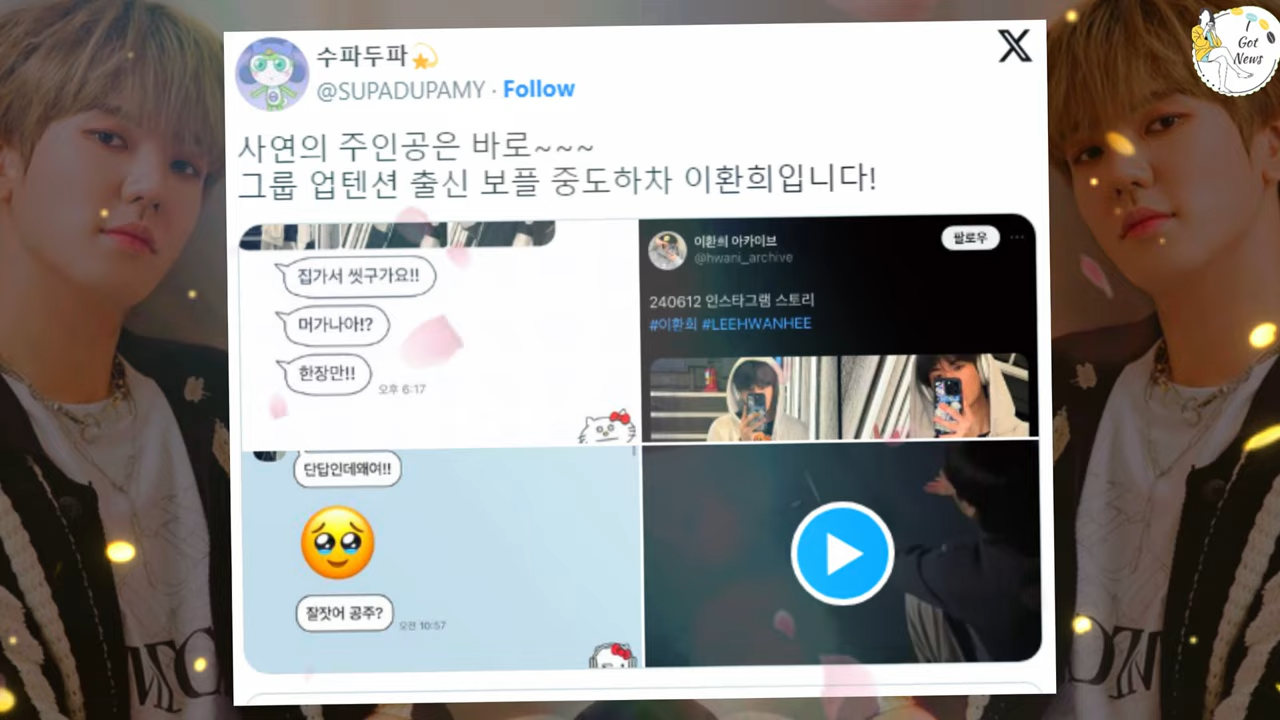 수파두파💫
@SUPADUPAMY · Follow
사연의 주인공은 바로~~~
그룹 업텐션 출신 보플 중도하차 이환희입니다!
집가서 씻구가요!!
머가나아!?
한장만!!
오후 6:17
이환희 아카이브
@hwani_archive
팔로우
240612 인스타그램 스토리
#이환희 #LEEHWANHEE
단답인데왜여!!
잘잣어 공주?
오전 10:57
I
Got
News